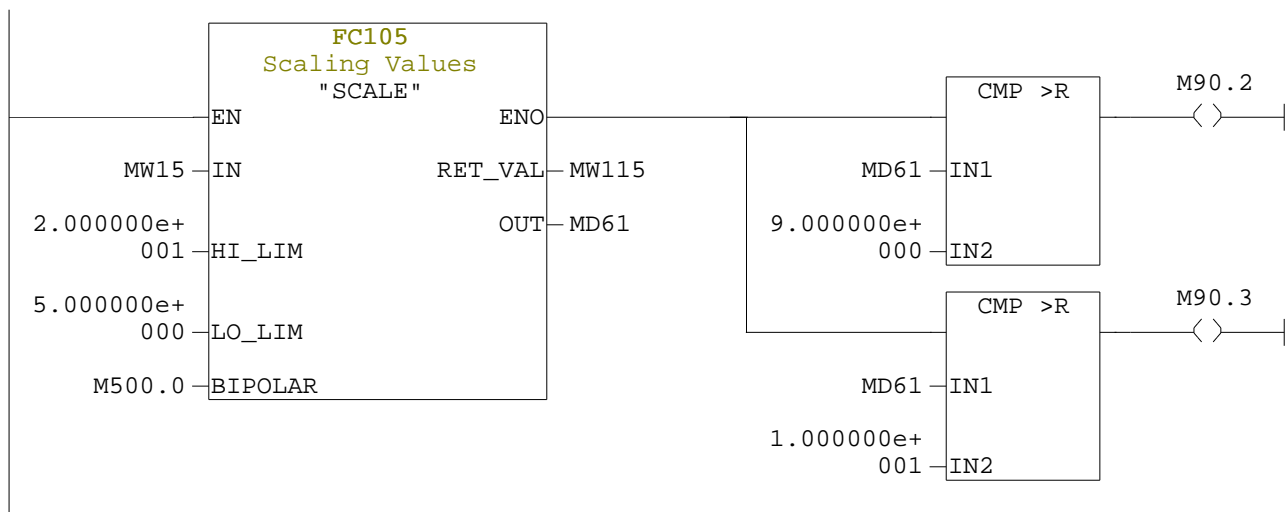 FC105
Scaling Values
"SCALE"
CMP >R
M90.2
EN
ENO
MW15
IN
RET_VAL
MW115
MD61
IN1
2.000000e+
001
HI_LIM
OUT
MD61
9.000000e+
000
IN2
5.000000e+
000
LO_LIM
CMP >R
M90.3
M500.0
BIPOLAR
MD61
IN1
1.000000e+
001
IN2